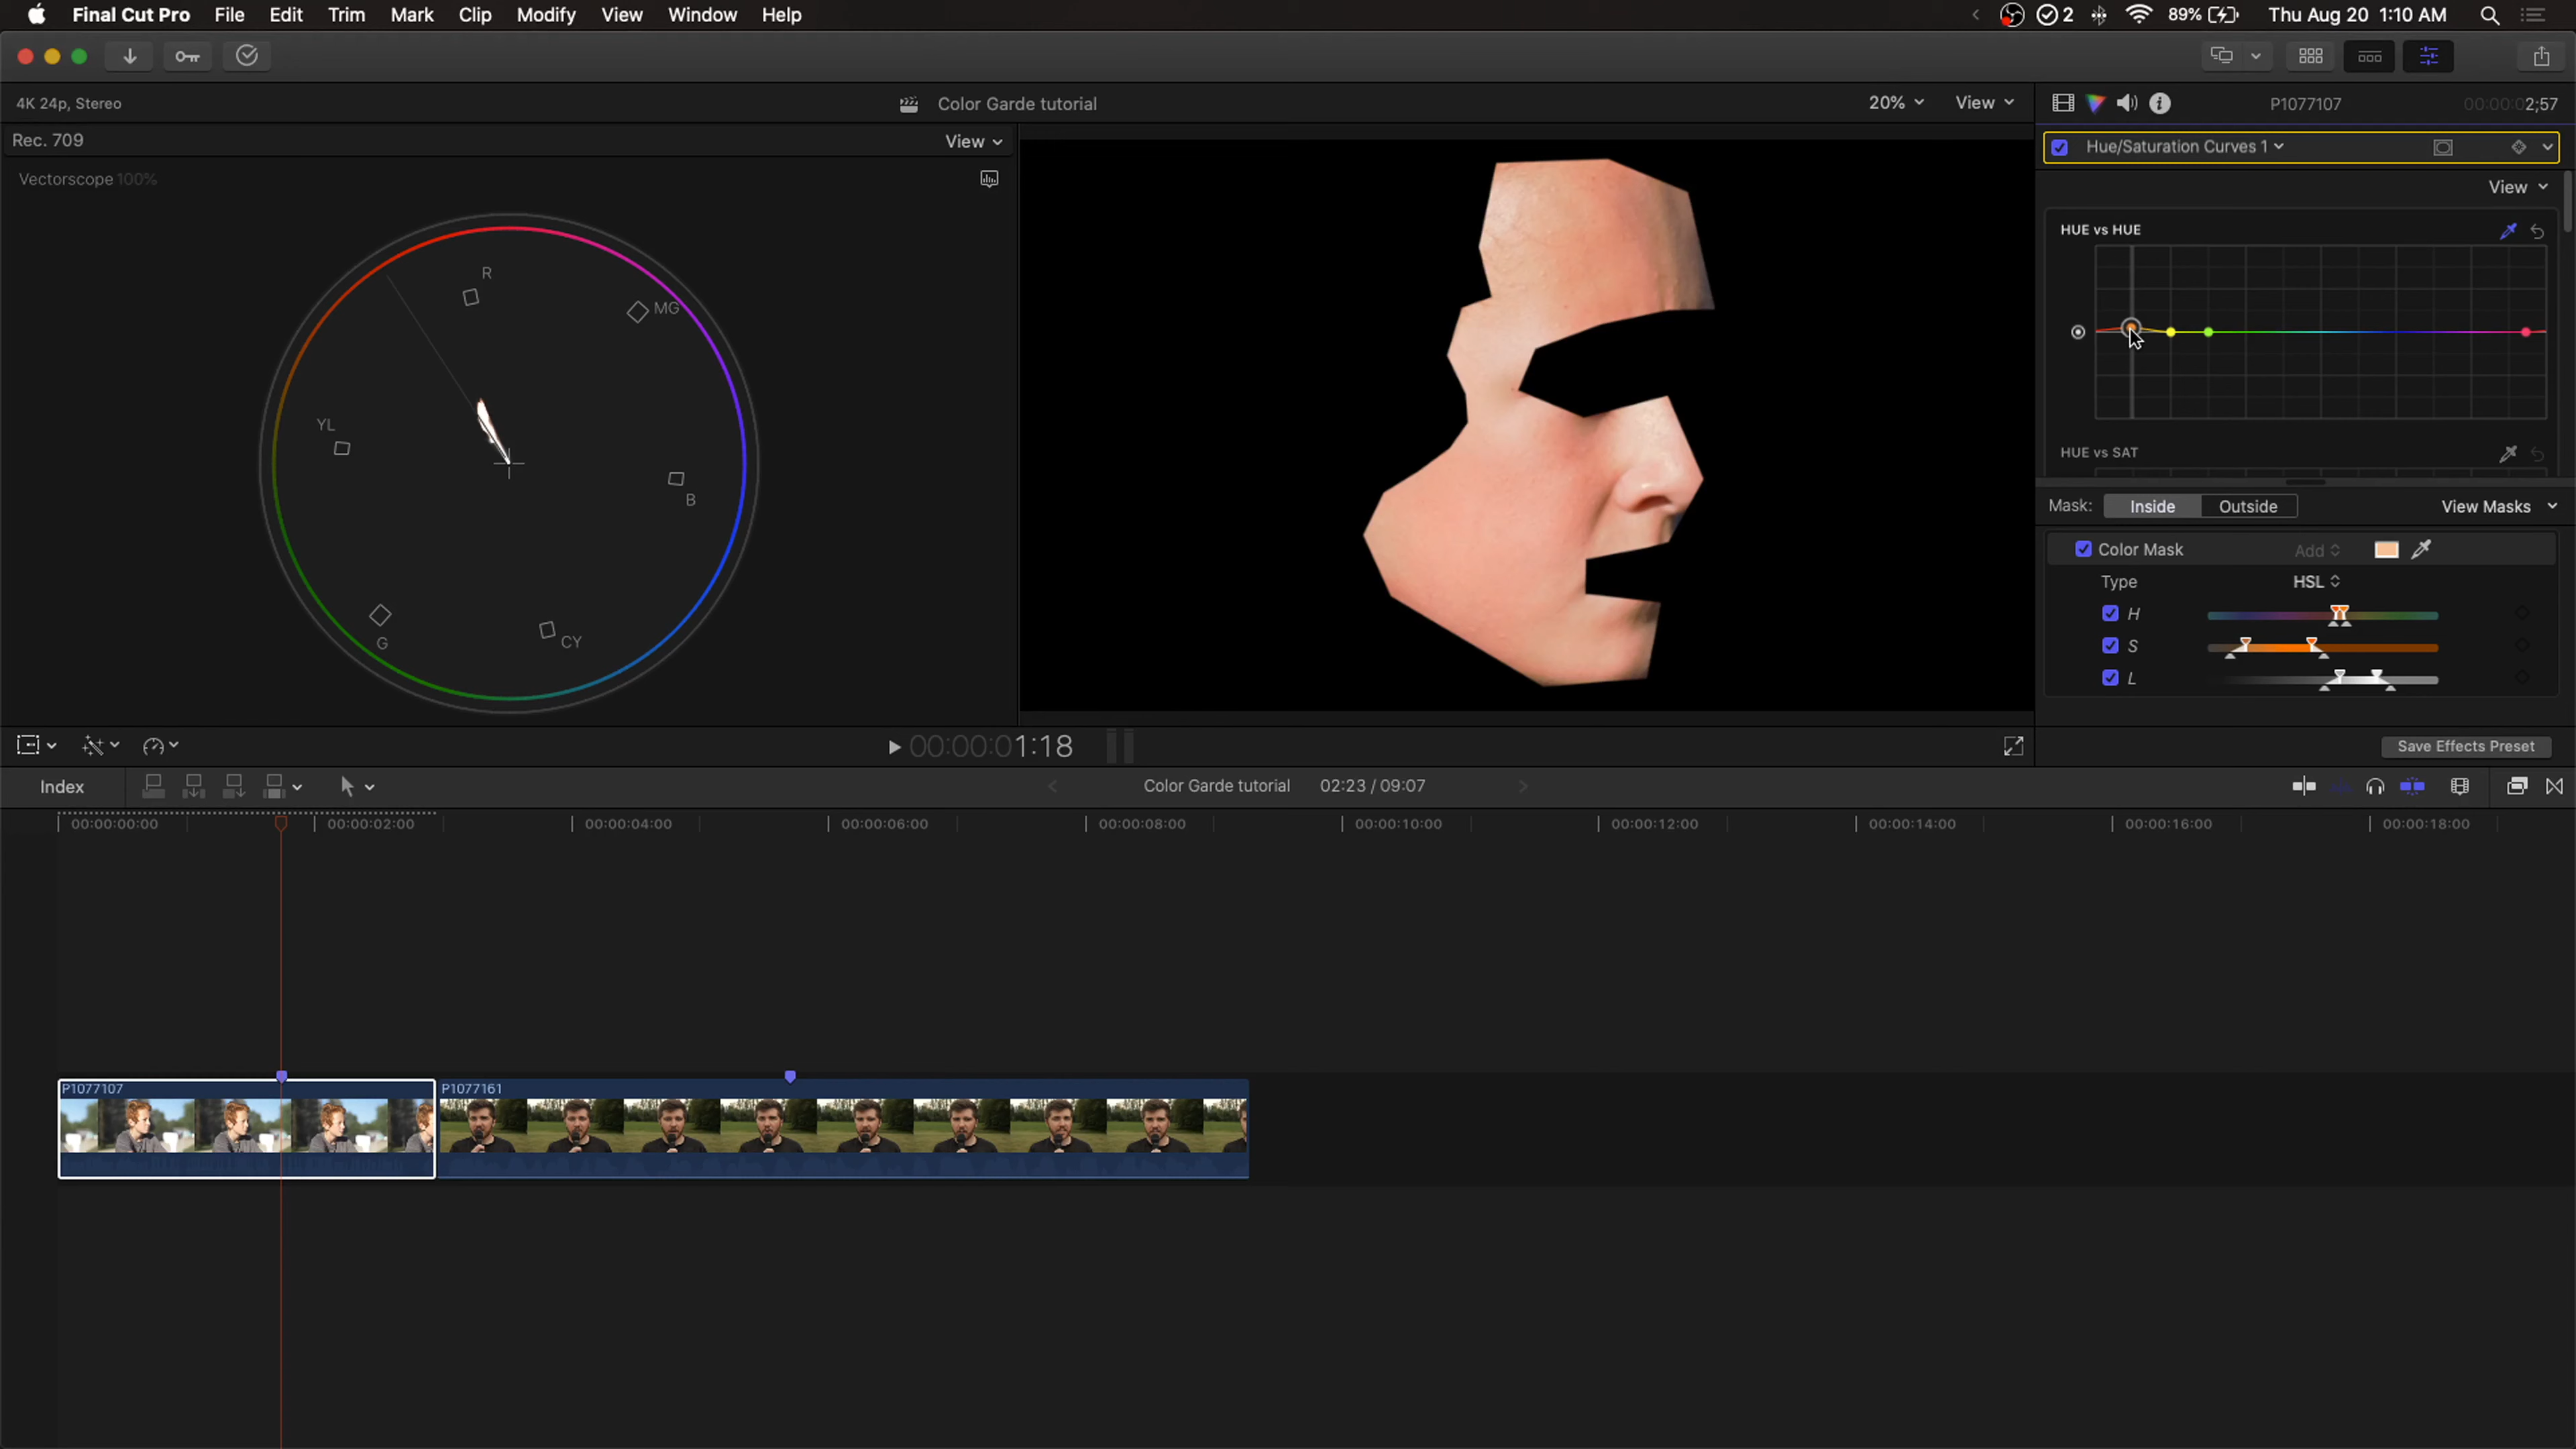 Final Cut Pro File Edit Trim Mark Clip Modify View Window Help 2 89% Thu Aug 20 1:10 AM
4K 24p, Stereo Color Garde tutorial 20% View P1077107 00:00:02;57
Rec. 709 View Hue/Saturation Curves 1
Vectorscope 100% View
HUE vs HUE
R
MG
YL
B
G
CY
HUE vs SAT
Mask: Inside Outside View Masks
Color Mask Add
Type HSL
H
S
L
00:00:01:18 Save Effects Preset
Index Color Garde tutorial 02:23 / 09:07
00:00:00:00 00:00:02:00 00:00:04:00 00:00:06:00 00:00:08:00 00:00:10:00 00:00:12:00 00:00:14:00 00:00:16:00 00:00:18:00
P1077107 P1077161